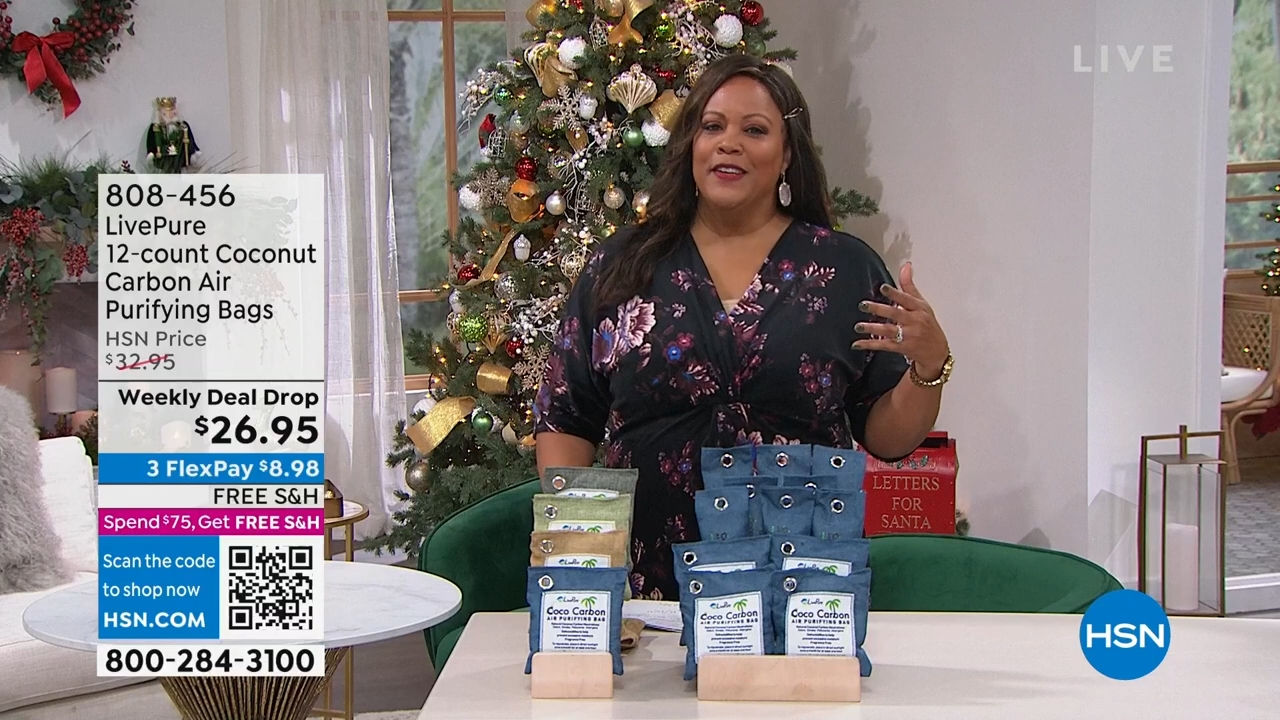 LIVE
808-456
LivePure
12-count Coconut
Carbon Air
Purifying Bags
HSN Price
$32.95
Weekly Deal Drop
$26.95
3 FlexPay $8.98
FREE S&H
Spend $75, Get FREE S&H
Scan the code
to shop now
HSN.COM
800-284-3100
LETTERS
FOR
SANTA
LivePure
Coco Carbon
AIR PURIFYING BAG
LivePure
Coco Carbon
AIR PURIFYING BAG
LivePure
Coco Carbon
AIR PURIFYING BAG
HSN